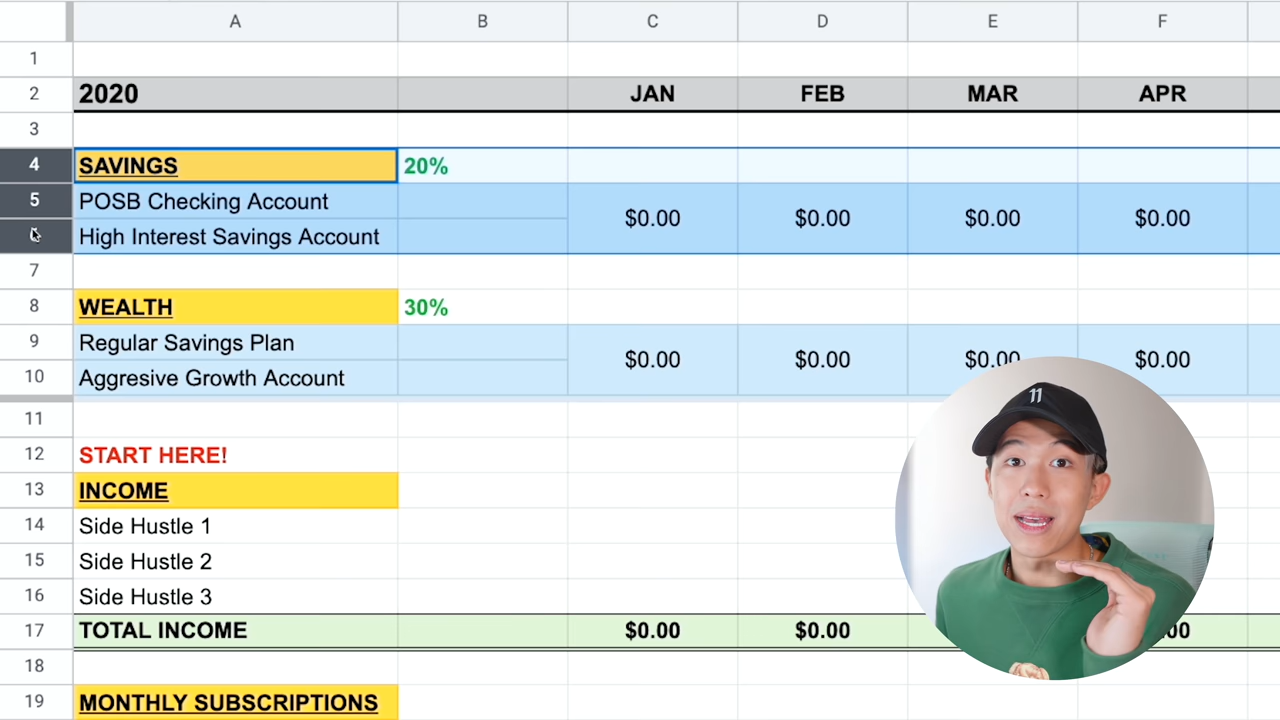 A B C D E F
1
2 2020 JAN FEB MAR APR
3
4 SAVINGS 20%
5 POSB Checking Account $0.00 $0.00 $0.00 $0.00
6 High Interest Savings Account
7
8 WEALTH 30%
9 Regular Savings Plan $0.00 $0.00 $0.00 $0.00
10 Aggresive Growth Account
11
12 START HERE!
13 INCOME
14 Side Hustle 1
15 Side Hustle 2
16 Side Hustle 3
17 TOTAL INCOME $0.00 $0.00
18
19 MONTHLY SUBSCRIPTIONS
11